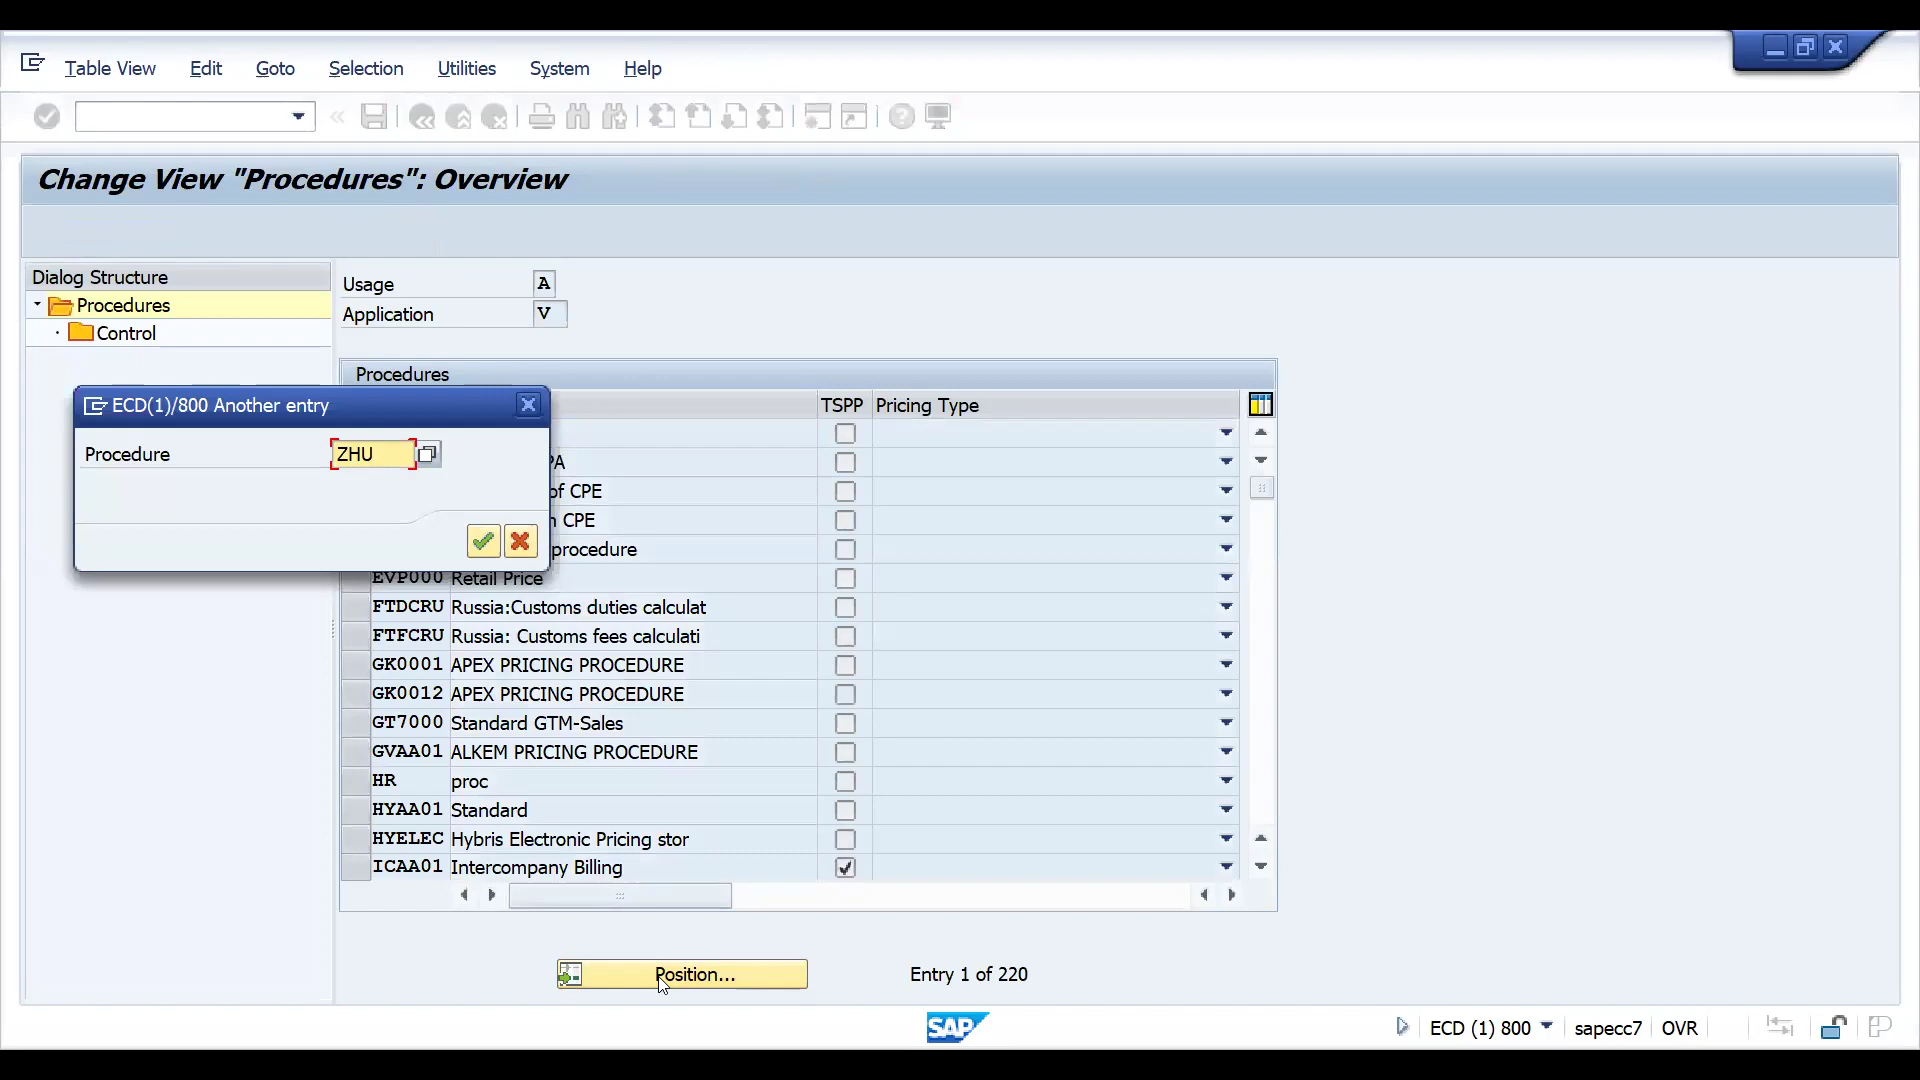 Table View Edit Goto Selection Utilities System Help
Change View "Procedures": Overview
Dialog Structure
Procedures
Control
Usage A
Application V
Procedures
TSPP Pricing Type
ECD(1)/800 Another entry
Procedure ZHU
PA
of CPE
n CPE
procedure
EVP000 Retail Price
FTDCRU Russia:Customs duties calculat
FTFCRU Russia: Customs fees calculati
GK0001 APEX PRICING PROCEDURE
GK0012 APEX PRICING PROCEDURE
GT7000 Standard GTM-Sales
GVAA01 ALKEM PRICING PROCEDURE
HR proc
HYAA01 Standard
HYELEC Hybris Electronic Pricing stor
ICAA01 Intercompany Billing
Position... Entry 1 of 220
SAP
ECD (1) 800 sapecc7 OVR